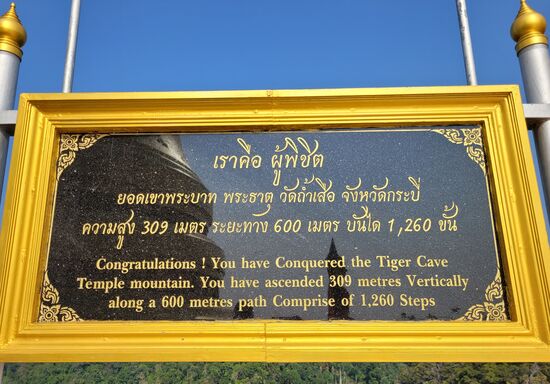 เราคือ ผู้พิชิต
ยอดเขาพระบาท พระธาตุ วัดถ้ำเสือ จังหวัดกระบี่
ความสูง 309 เมตร ระยะทาง 600 เมตร บันได 1,260 ขั้น
Congratulations ! You have Conquered the Tiger Cave
Temple mountain. You have ascended 309 metres Vertically
along a 600 metres path Comprise of 1,260 Steps